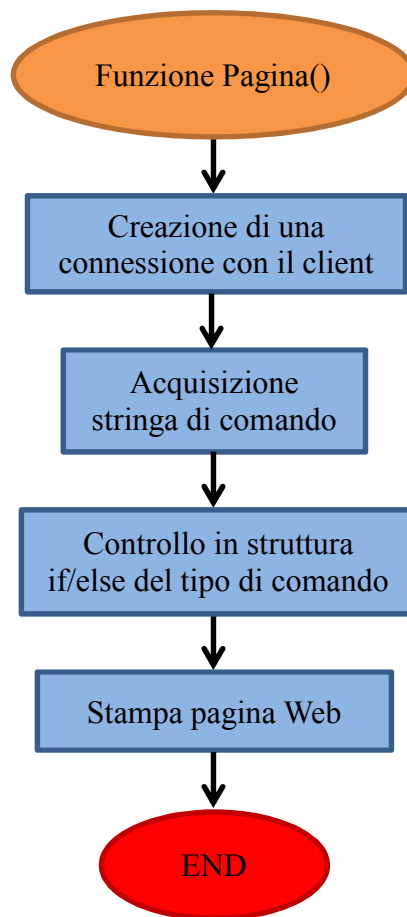 Funzione Pagina()
Creazione di una
connessione con il client
Acquisizione
stringa di comando
Controllo in struttura
if/else del tipo di comando
Stampa pagina Web
END